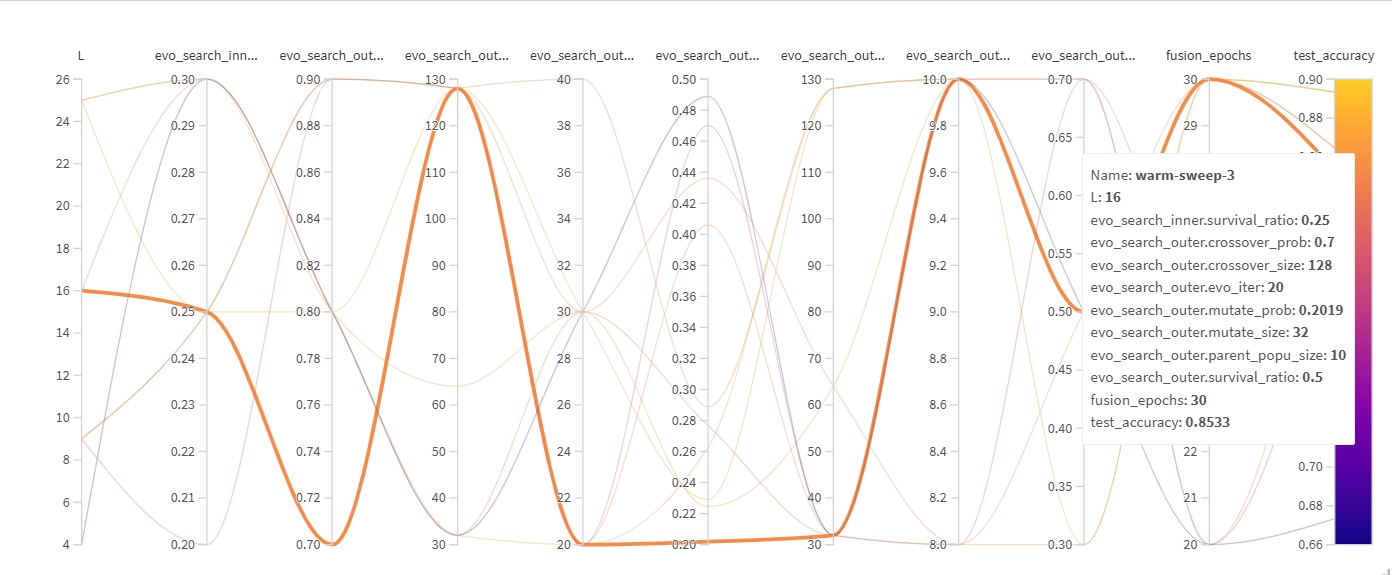 L evo_search_inn... evo_search_out... evo_search_out... evo_search_out... evo_search_out... evo_search_out... evo_search_out... evo_search_out... fusion_epochs test_accuracy
26 0.30 0.90 130 40 0.50 130 10.0 0.70 30 0.90
24 0.29 0.88 120 38 0.48 120 9.8 0.65 29 0.88
22 0.28 0.86 110 36 0.46 110 9.6 0.60
20 0.27 0.84 100 34 0.44 100 9.4 0.55
18 0.26 0.82 90 32 0.42 90 9.2 0.50
16 0.25 0.80 80 30 0.40 80 9.0 0.45
14 0.24 0.78 70 28 0.38 70 8.8 0.40
12 0.23 0.76 60 26 0.36 60 8.6 0.35
10 0.22 0.74 50 24 0.34 50 8.4 0.30
8 0.21 0.72 40 22 0.32 40 8.2
6 0.20 0.70 30 20 0.30 30 8.0
4 0.28
0.26
0.24
0.22
0.20
Name: warm-sweep-3
L: 16
evo_search_inner.survival_ratio: 0.25
evo_search_outer.crossover_prob: 0.7
evo_search_outer.crossover_size: 128
evo_search_outer.evo_iter: 20
evo_search_outer.mutate_prob: 0.2019
evo_search_outer.mutate_size: 32
evo_search_outer.parent_popu_size: 10
evo_search_outer.survival_ratio: 0.5
fusion_epochs: 30
test_accuracy: 0.8533
22 0.70
21 0.68
20 0.66